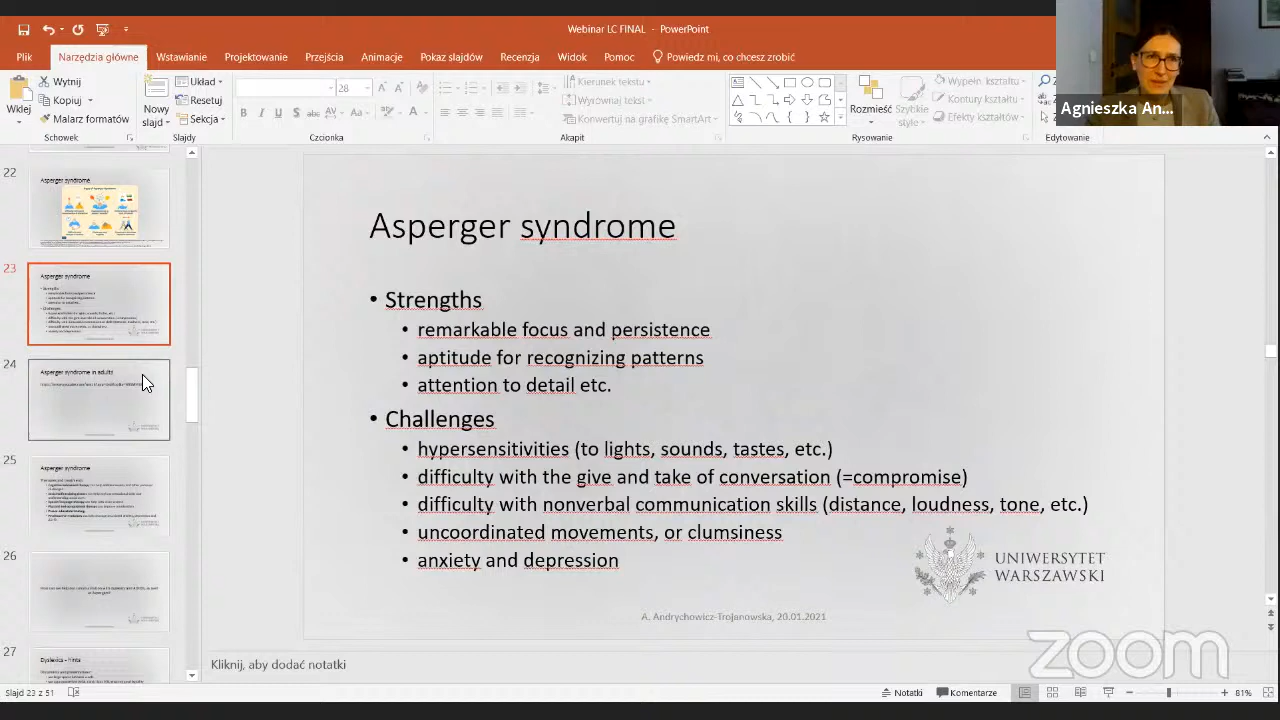 Webinar LC FINAL - PowerPoint
Plik Narzędzia główne Wstawianie Projektowanie Przejścia Animacje Pokaz slajdów Recenzja Widok Pomoc Powiedz mi, co chcesz zrobić
Wklej
Wytnij
Kopiuj
Malarz formatów
Schowek
Nowy
slajd
Układ
Resetuj
Sekcja
Slajdy
28
Czcionka
Kierunek tekstu
Wyrównaj tekst
Konwertuj na grafikę SmartArt
Akapit
Rozmieść
Szybkie
style
Wypełn. kształtu
Kontury kształtu
Efekty kształtu
Rysowanie
Edytowanie
Agnieszka An...
22
Asperger syndrome
23
Asperger syndrome
24
Asperger syndrome in adults
25
Asperger syndrome
26
27
Dyslexia - hints
Asperger syndrome
• Strengths
• remarkable focus and persistence
• aptitude for recognizing patterns
• attention to detail etc.
• Challenges
• hypersensitivities (to lights, sounds, tastes, etc.)
• difficulty with the give and take of conversation (=compromise)
• difficulty with nonverbal communication skills (distance, loudness, tone, etc.)
• uncoordinated movements, or clumsiness
• anxiety and depression
UNIWERSYTET
WARSZAWSKI
A. Andrychowicz-Trojanowska, 20.01.2021
zoom
Kliknij, aby dodać notatki
Slajd 23 z 51
Notatki Komentarze
81%